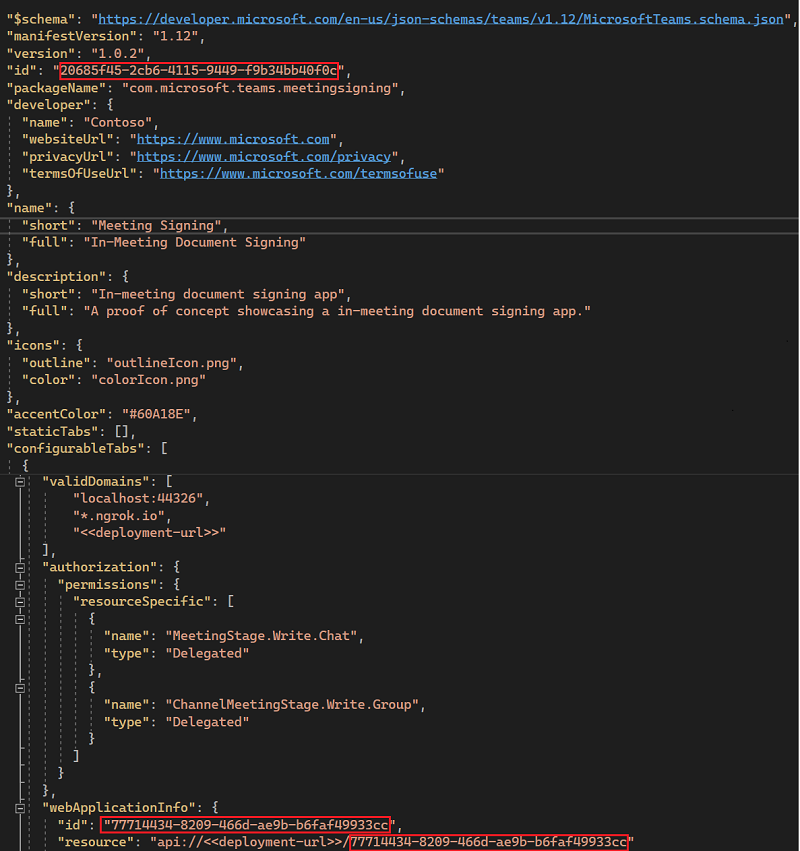 "$schema": "https://developer.microsoft.com/en-us/json-schemas/teams/v1.12/MicrosoftTeams.schema.json",
"manifestVersion": "1.12",
"version": "1.0.2",
"id": "20685f45-2cb6-4115-9449-f9b34bb40f0c",
"packageName": "com.microsoft.teams.meetingsigning",
"developer": {
"name": "Contoso",
"websiteUrl": "https://www.microsoft.com",
"privacyUrl": "https://www.microsoft.com/privacy",
"termsOfUseUrl": "https://www.microsoft.com/termsofuse"
},
"name": {
"short": "Meeting Signing",
"full": "In-Meeting Document Signing"
},
"description": {
"short": "In-meeting document signing app",
"full": "A proof of concept showcasing a in-meeting document signing app."
},
"icons": {
"outline": "outlineIcon.png",
"color": "colorIcon.png"
},
"accentColor": "#60A18E",
"staticTabs": [],
"configurableTabs": [
{
"validDomains": [
"localhost:44326",
"*.ngrok.io",
"<<deployment-url>>"
],
"authorization": {
"permissions": {
"resourceSpecific": [
{
"name": "MeetingStage.Write.Chat",
"type": "Delegated"
},
{
"name": "ChannelMeetingStage.Write.Group",
"type": "Delegated"
}
]
}
},
"webApplicationInfo": {
"id": "77714434-8209-466d-ae9b-b6faf49933cc",
"resource": "api://<<deployment-url>>/77714434-8209-466d-ae9b-b6faf49933cc"